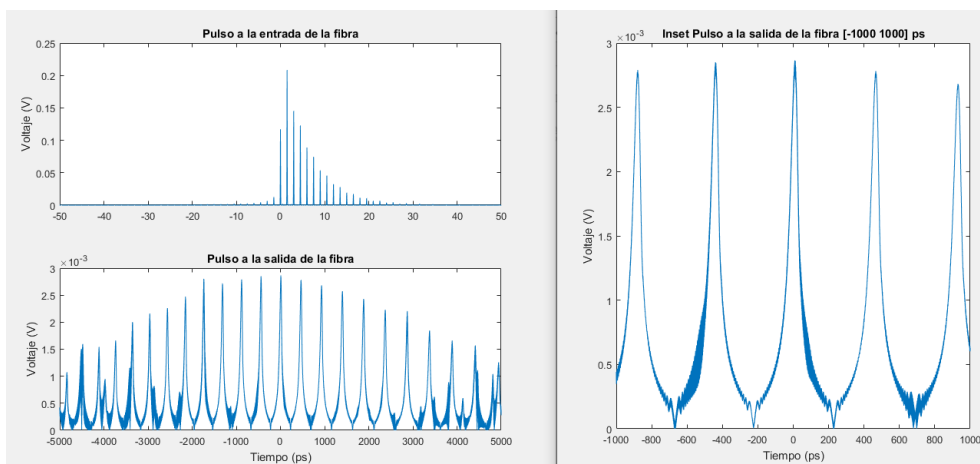 Pulso a la entrada de la fibra
0.25
0.2
0.15
0.1
0.05
0
Voltaje (V)
-50 -40 -30 -20 -10 0 10 20 30 40 50
Pulso a la salida de la fibra
×10⁻³
3
2.5
2
1.5
1
0.5
0
Voltaje (V)
-5000 -4000 -3000 -2000 -1000 0 1000 2000 3000 4000 5000
Tiempo (ps)
Inset Pulso a la salida de la fibra [-1000 1000] ps
×10⁻³
3
2.5
2
1.5
1
0.5
0
Voltaje (V)
-1000 -800 -600 -400 -200 0 200 400 600 800 1000
Tiempo (ps)